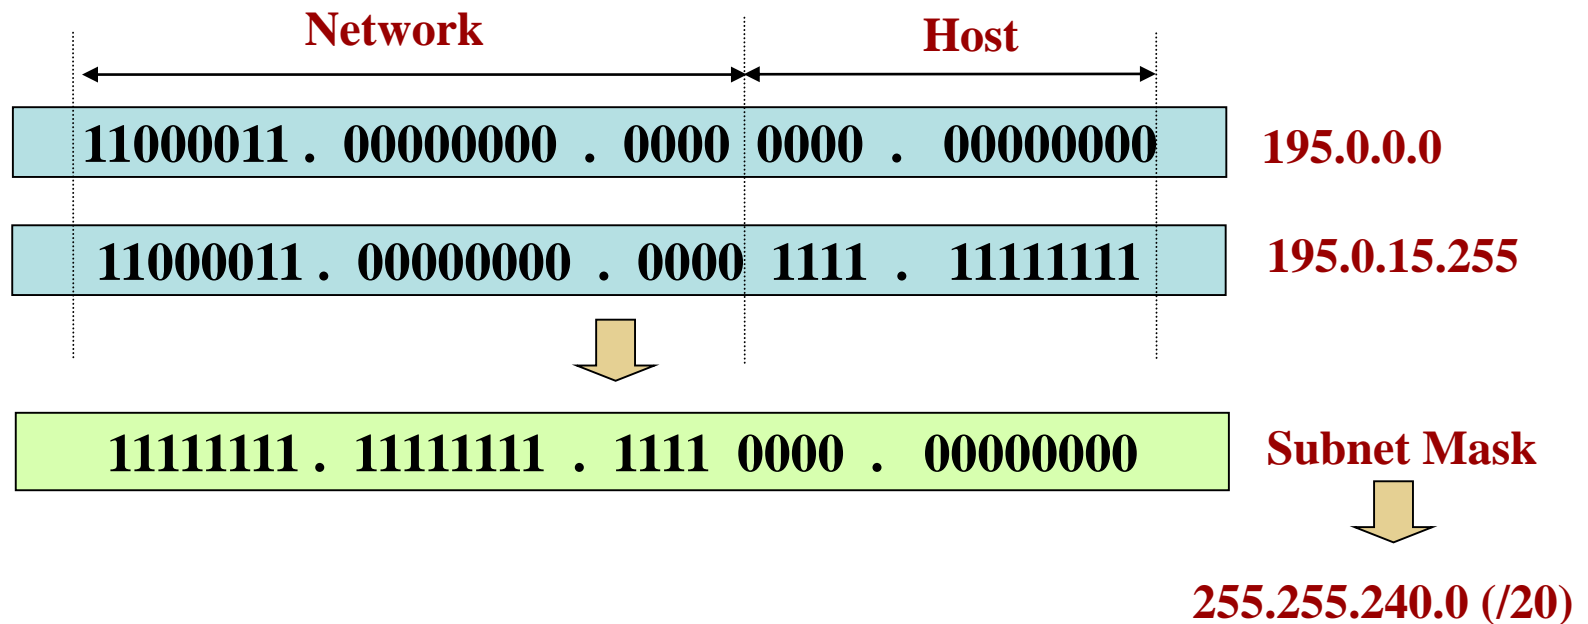 Network Host
11000011 . 00000000 . 0000 0000 . 00000000 195.0.0.0
11000011 . 00000000 . 0000 1111 . 11111111 195.0.15.255
11111111 . 11111111 . 1111 0000 . 00000000 Subnet Mask
255.255.240.0 (/20)